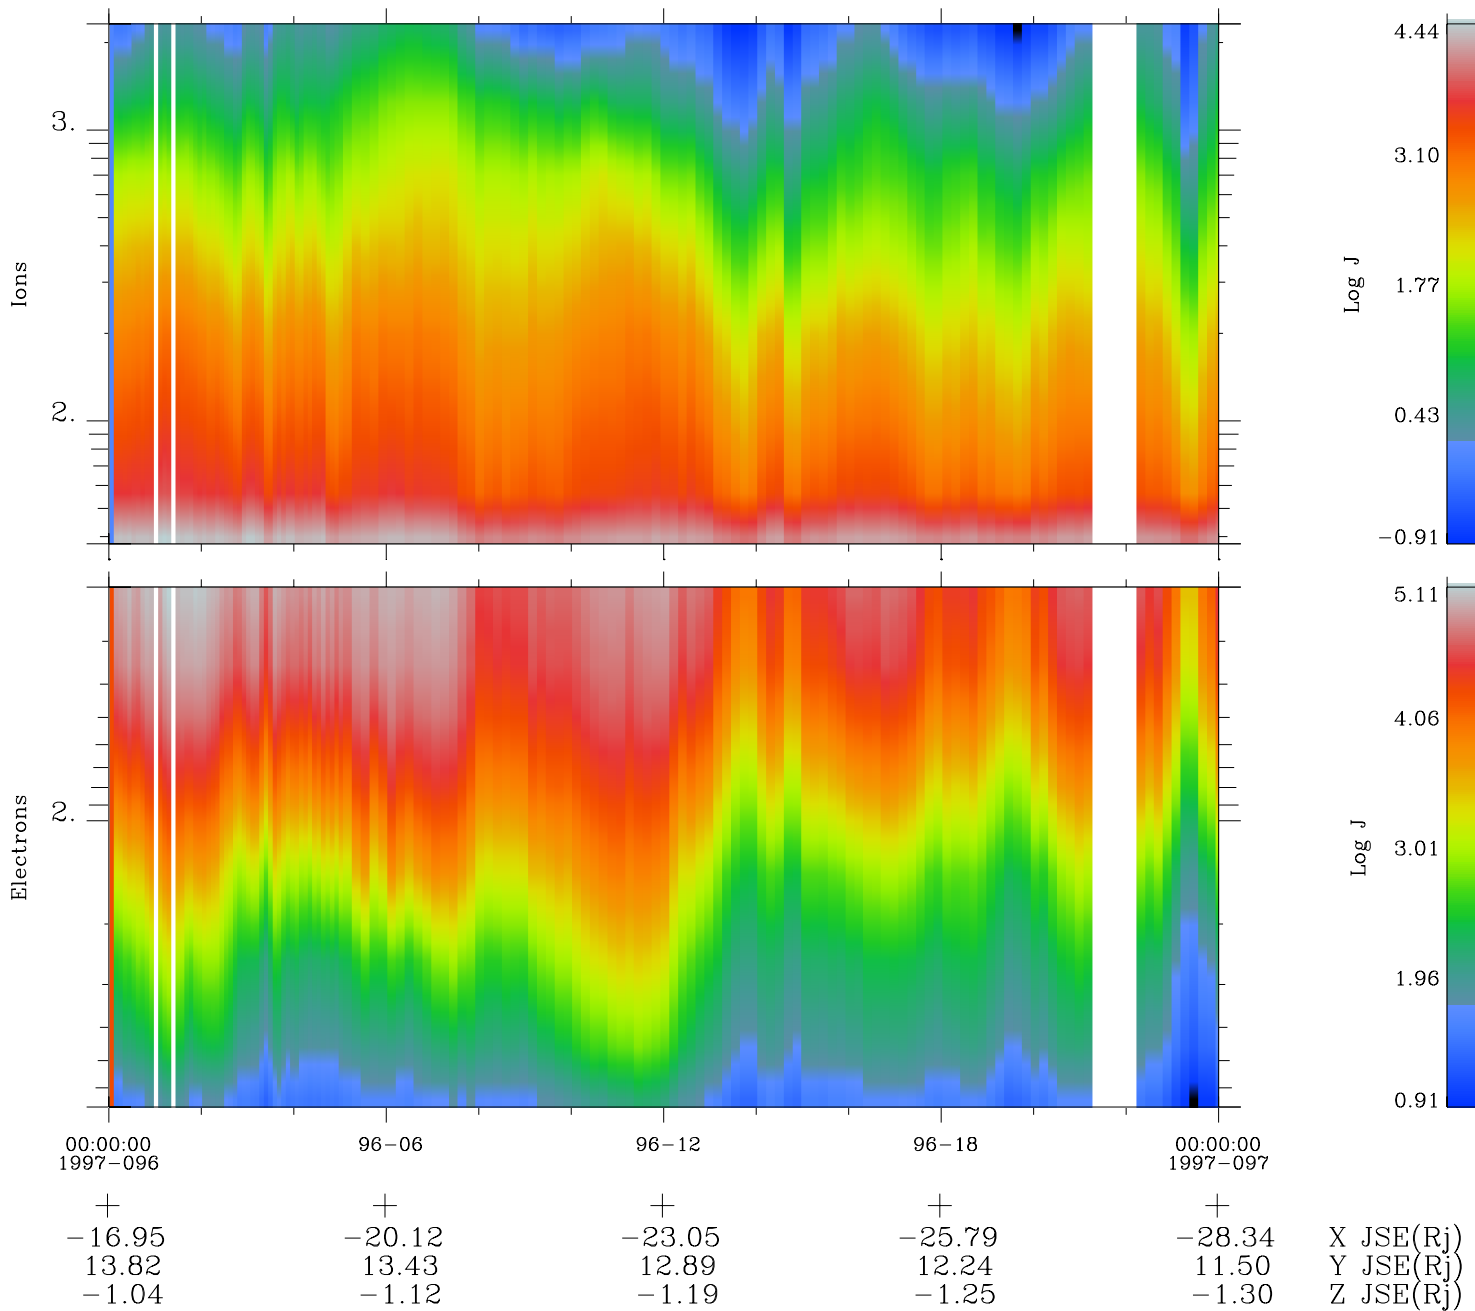 4.44
3.
3.10
Ions
Log J
1.77
2.
0.43
−0.91
5.11
4.06
2.
Electrons
Log J
3.01
1.96
0.91
00:00:00 96−06 96−12 96−18 00:00:00
1997−096 1997−097
−16.95 −20.12 −23.05 −25.79 −28.34 X JSE(Rj)
13.82 13.43 12.89 12.24 11.50 Y JSE(Rj)
−1.04 −1.12 −1.19 −1.25 −1.30 Z JSE(Rj)